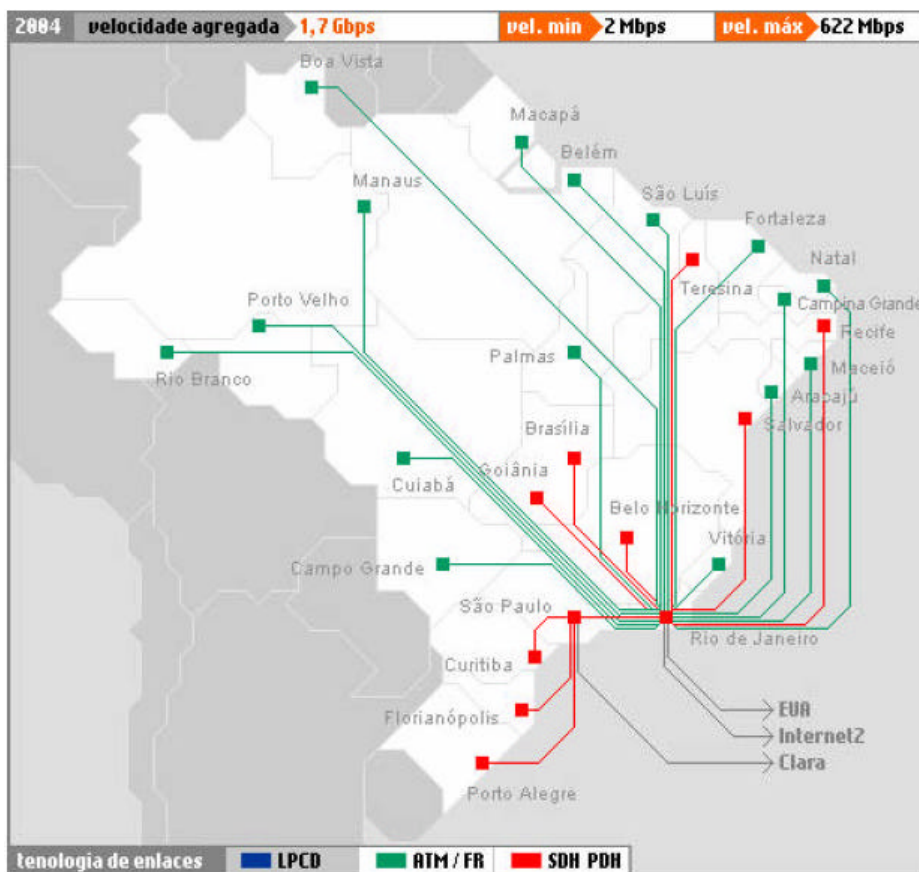 2004 velocidade agregada 1,7 Gbps vel. min 2 Mbps vel. máx 622 Mbps
Boa Vista
Macapá
Belém
Manaus
São Luís
Fortaleza
Natal
Teresina
Campina Grande
Porto Velho
Recife
Palmas
Maceió
Rio Branco
Aracajú
Salvador
Brasília
Goiânia
Cuiabá
Belo Horizonte
Vitória
Campo Grande
São Paulo
Rio de Janeiro
Curitiba
Florianópolis
EUA
Internet2
Clara
Porto Alegre
tenologia de enlaces LPCD ATM / FR SDH PDH